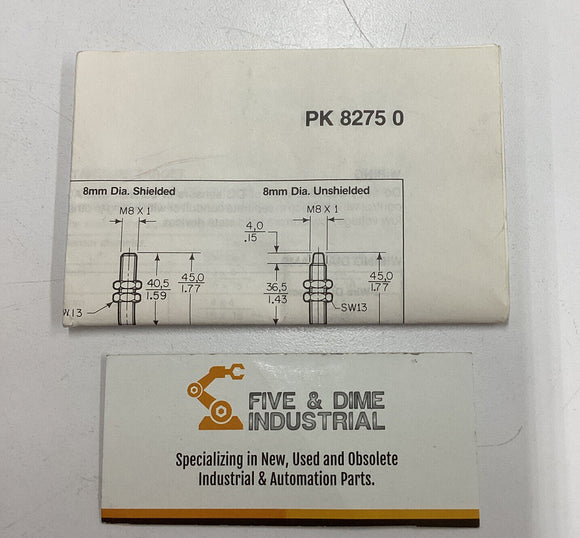 PK 8275 0
8mm Dia. Shielded
8mm Dia. Unshielded
M8 X 1
M8 X 1
4,0
.15
40,5
1.59
45,0
1.77
36,5
1.43
45,0
1.77
W13
SW13
FIVE & DIME
INDUSTRIAL
Specializing in New, Used and Obsolete
Industrial & Automation Parts.